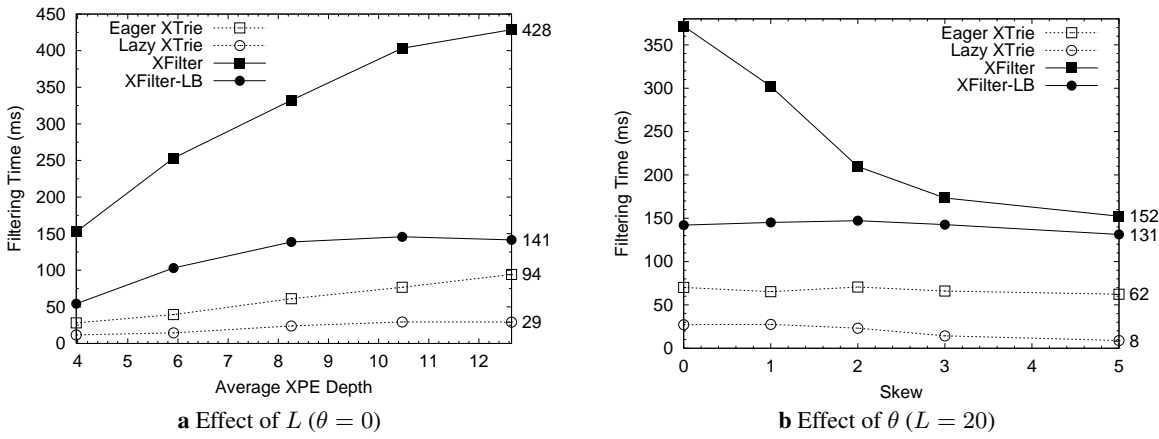 450
400
350
300
250
200
150
100
50
0
Filtering Time (ms)
Eager XTrie
Lazy XTrie
XFilter
XFilter-LB
428
141
94
29
4 5 6 7 8 9 10 11 12
Average XPE Depth
a Effect of L (θ = 0)
350
300
250
200
150
100
50
0
Filtering Time (ms)
Eager XTrie
Lazy XTrie
XFilter
XFilter-LB
152
131
62
8
0 1 2 3 4 5
Skew
b Effect of θ (L = 20)